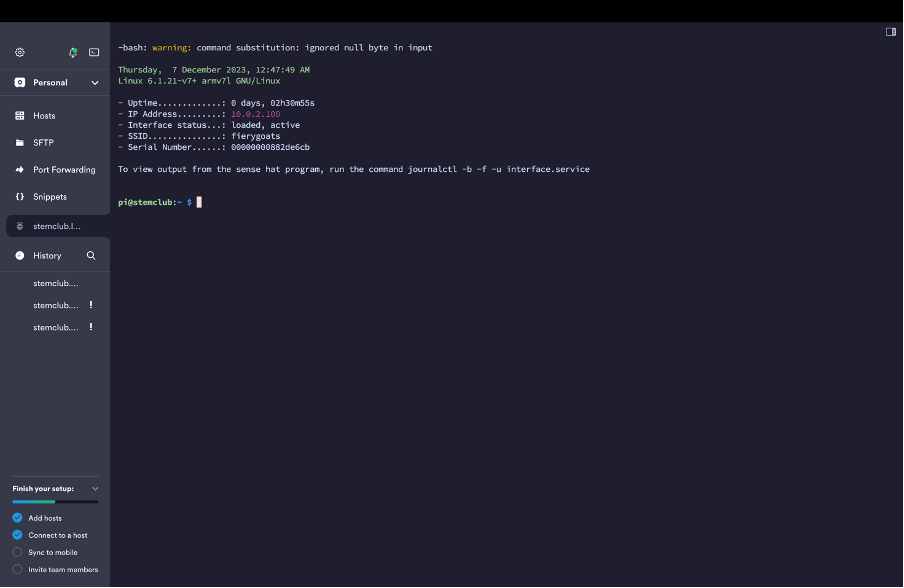 Personal
Hosts
SFTP
Port Forwarding
{} Snippets
stemclub.l...
History
stemclub....
stemclub.... !
stemclub.... !
Finish your setup:
Add hosts
Connect to a host
Sync to mobile
Invite team members
-bash: warning: command substitution: ignored null byte in input
Thursday,  7 December 2023, 12:47:49 AM
Linux 6.1.21-v7+ armv7l GNU/Linux
- Uptime.............: 0 days, 02h30m55s
- IP Address.........: 10.0.2.100
- Interface status...: loaded, active
- SSID...............: fierygoats
- Serial Number......: 00000000882de6cb
To view output from the sense hat program, run the command journalctl -b -f -u interface.service
pi@stemclub:~ $